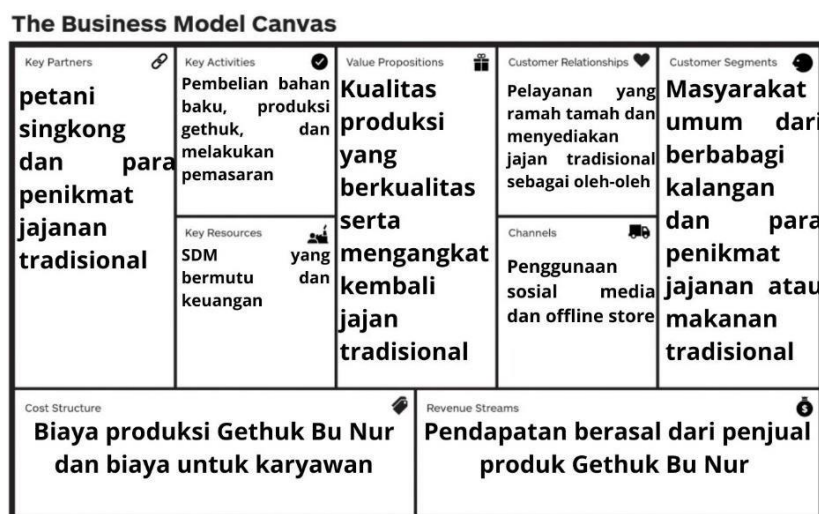 The Business Model Canvas
Key Partners
petani
singkong
dan para
penikmat
jajanan
tradisional
Key Activities
Pembelian bahan
baku, produksi
gethuk, dan
melakukan
pemasaran
Key Resources
SDM yang
bermutu dan
keuangan
Value Propositions
Kualitas
produksi
yang
berkualitas
serta
mengangkat
kembali
jajan
tradisional
Customer Relationships
Pelayanan yang
ramah tamah dan
menyediakan
jajan tradisional
sebagai oleh-oleh
Channels
Penggunaan
sosial media
dan offline store
Customer Segments
Masyarakat
umum dari
berbabagi
kalangan
dan para
penikmat
jajanan atau
makanan
tradisional
Cost Structure
Biaya produksi Gethuk Bu Nur
dan biaya untuk karyawan
Revenue Streams
Pendapatan berasal dari penjual
produk Gethuk Bu Nur